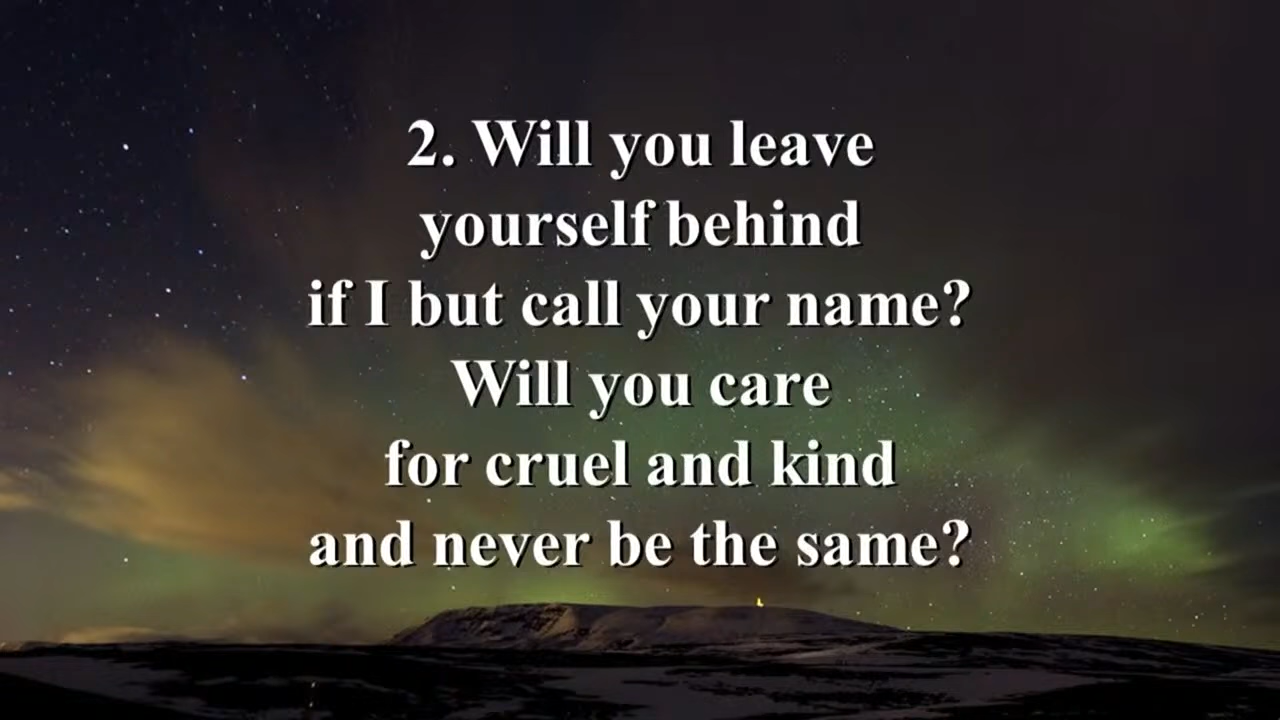 2. Will you leave
yourself behind
if I but call your name?
Will you care
for cruel and kind
and never be the same?